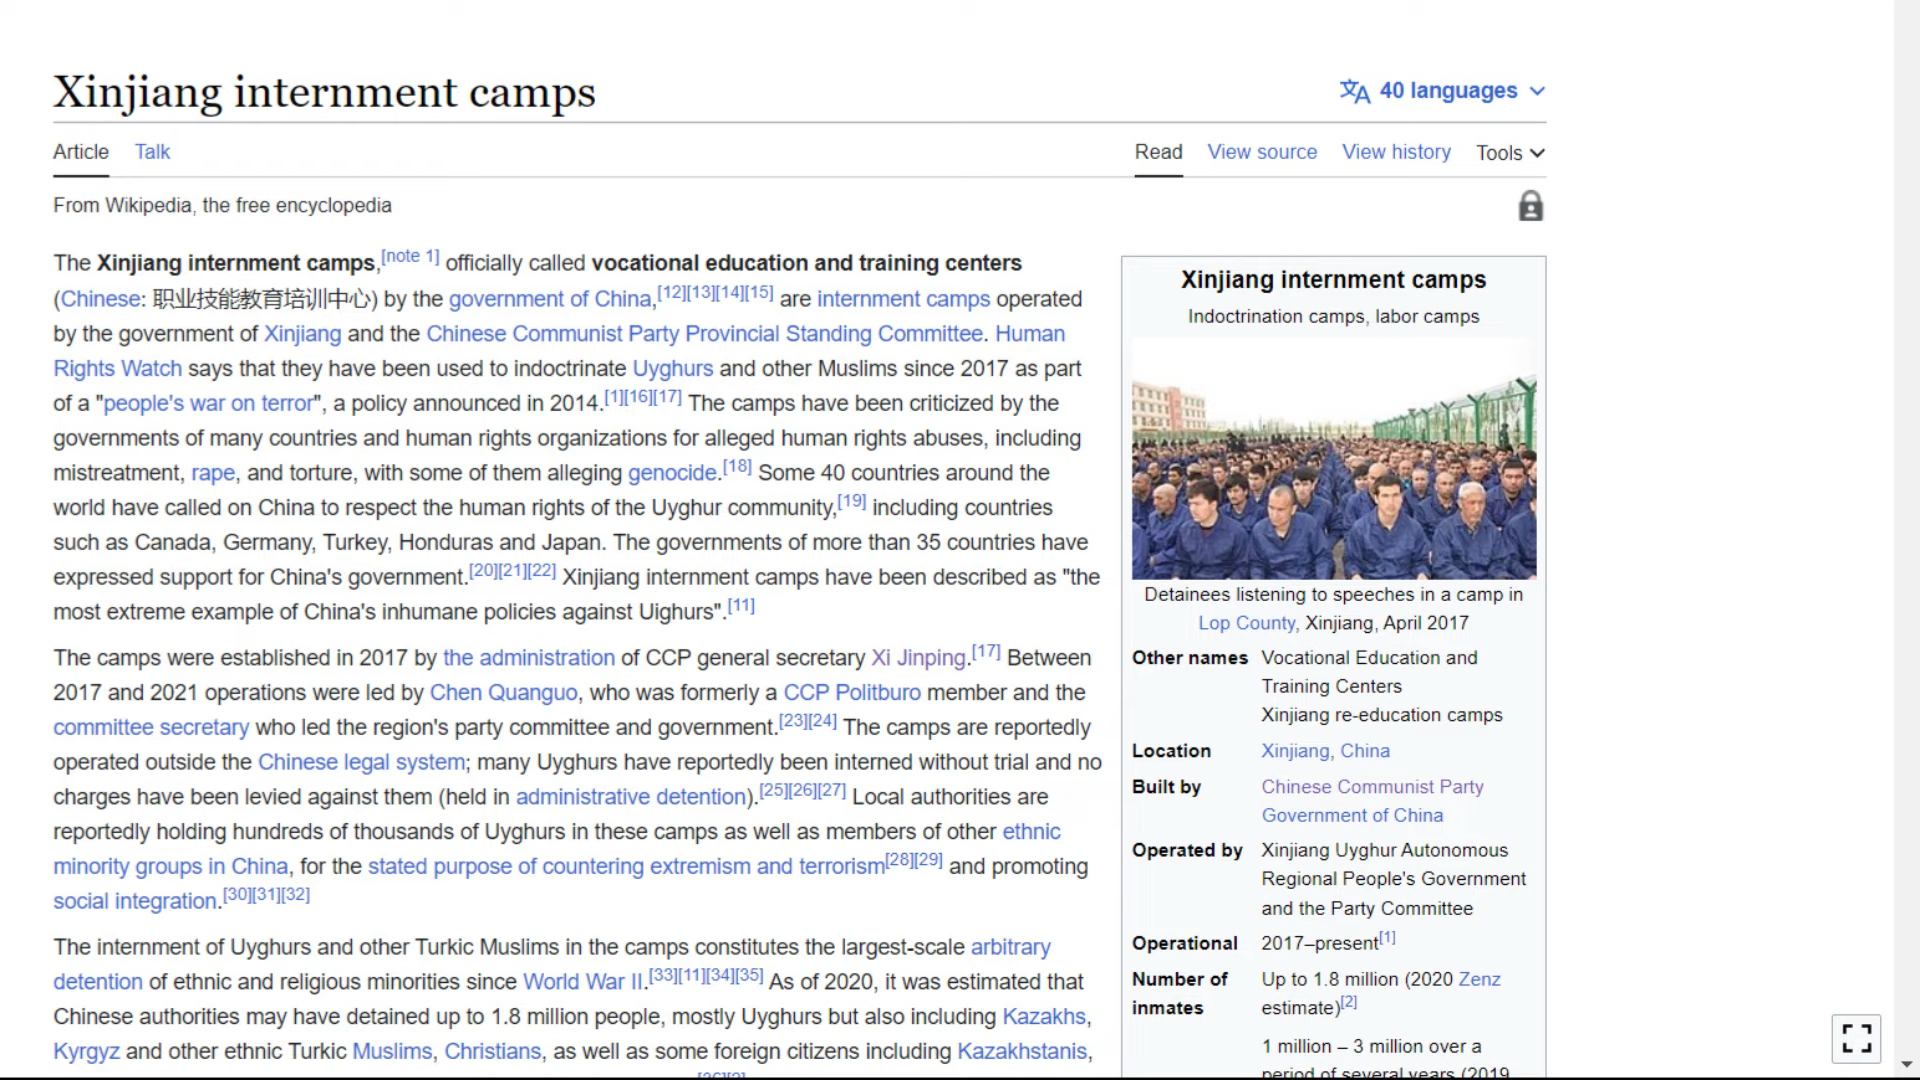 Xinjiang internment camps
40 languages
Article Talk
Read View source View history Tools
From Wikipedia, the free encyclopedia
The Xinjiang internment camps,[note 1] officially called vocational education and training centers
(Chinese: 职业技能教育培训中心) by the government of China,[12][13][14][15] are internment camps operated
by the government of Xinjiang and the Chinese Communist Party Provincial Standing Committee. Human
Rights Watch says that they have been used to indoctrinate Uyghurs and other Muslims since 2017 as part
of a "people's war on terror", a policy announced in 2014.[1][16][17] The camps have been criticized by the
governments of many countries and human rights organizations for alleged human rights abuses, including
mistreatment, rape, and torture, with some of them alleging genocide.[18] Some 40 countries around the
world have called on China to respect the human rights of the Uyghur community,[19] including countries
such as Canada, Germany, Turkey, Honduras and Japan. The governments of more than 35 countries have
expressed support for China's government.[20][21][22] Xinjiang internment camps have been described as "the
most extreme example of China's inhumane policies against Uighurs".[11]
The camps were established in 2017 by the administration of CCP general secretary Xi Jinping.[17] Between
2017 and 2021 operations were led by Chen Quanguo, who was formerly a CCP Politburo member and the
committee secretary who led the region's party committee and government.[23][24] The camps are reportedly
operated outside the Chinese legal system; many Uyghurs have reportedly been interned without trial and no
charges have been levied against them (held in administrative detention).[25][26][27] Local authorities are
reportedly holding hundreds of thousands of Uyghurs in these camps as well as members of other ethnic
minority groups in China, for the stated purpose of countering extremism and terrorism[28][29] and promoting
social integration.[30][31][32]
The internment of Uyghurs and other Turkic Muslims in the camps constitutes the largest-scale arbitrary
detention of ethnic and religious minorities since World War II.[33][11][34][35] As of 2020, it was estimated that
Chinese authorities may have detained up to 1.8 million people, mostly Uyghurs but also including Kazakhs,
Kyrgyz and other ethnic Turkic Muslims, Christians, as well as some foreign citizens including Kazakhstanis,
Xinjiang internment camps
Indoctrination camps, labor camps
Detainees listening to speeches in a camp in
Lop County, Xinjiang, April 2017
Other names Vocational Education and
Training Centers
Xinjiang re-education camps
Location Xinjiang, China
Built by Chinese Communist Party
Government of China
Operated by Xinjiang Uyghur Autonomous
Regional People's Government
and the Party Committee
Operational 2017–present[1]
Number of Up to 1.8 million (2020 Zenz
inmates estimate)[2]
1 million – 3 million over a
period of several years (2019